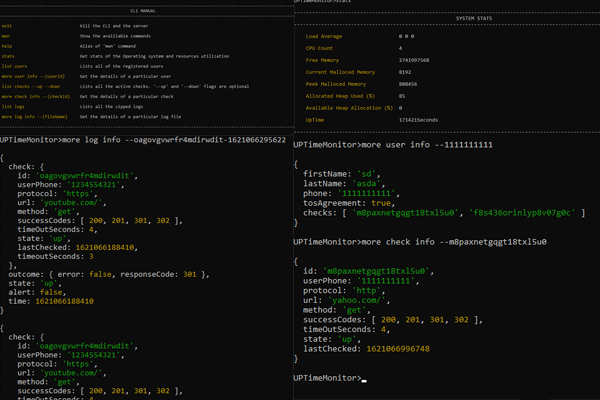 CLI MANUAL
exit Kill the CLI and the server
man Show the avalilable commands
help Alias of 'man' command
stats Get stats of the Operating system and resources utilization
list users Lists all of the registered users
more user info --{userId} Get the details of a particular user
list checks --up --down Lists all the active checks. '--up' and '--down' flags are optional
more check info --{checkId} Get the details of a particular check
list logs Lists all the zipped logs
more log info --{fileName} Get the details of a particular log file
UPTimeMonitor>more log info --oagovgvwrfr4mdirwdit-1621066295622
{
check: {
id: 'oagovgvwrfr4mdirwdit',
userPhone: '1234554321',
protocol: 'https',
url: 'youtube.com/',
method: 'get',
successCodes: [ 200, 201, 301, 302 ],
timeOutSeconds: 4,
state: 'up',
lastChecked: 1621066188410,
timeoutSeconds: 3
},
outcome: { error: false, responseCode: 301 },
state: 'up',
alert: false,
time: 1621066188410
}
{
check: {
id: 'oagovgvwrfr4mdirwdit',
userPhone: '1234554321',
protocol: 'https',
url: 'youtube.com/',
method: 'get',
successCodes: [ 200, 201, 301, 302 ],
timeOutSeconds: 4,
UPTimeMonitor>stats
SYSTEM STATS
Load Average 0 0 0
CPU Count 4
Free Memory 2741997568
Current Malloced Memory 8192
Peak Malloced Memory 808456
Allocated Heap Used (%) 85
Available Heap Allocation (%) 0
UpTime 1714215seconds
UPTimeMonitor>more user info --1111111111
{
firstName: 'sd',
lastName: 'asda',
phone: '1111111111',
tosAgreement: true,
checks: [ 'm8paxnetgqgt18txl5u0', 'f8s436orinlyp8v07g0c' ]
}
UPTimeMonitor>more check info --m8paxnetgqgt18txl5u0
{
id: 'm8paxnetgqgt18txl5u0',
userPhone: '1111111111',
protocol: 'http',
url: 'yahoo.com/',
method: 'get',
successCodes: [ 200, 201, 301, 302 ],
timeOutSeconds: 4,
state: 'up',
lastChecked: 1621066996748
}
UPTimeMonitor>